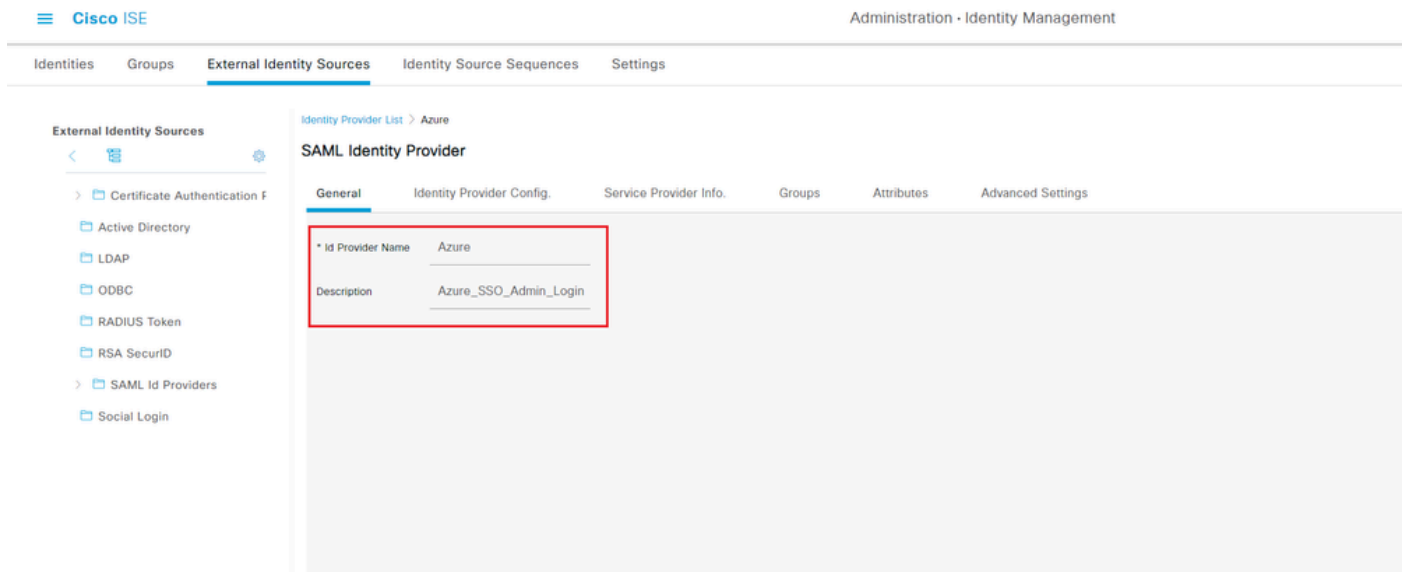 Cisco ISE
Administration · Identity Management
Identities Groups External Identity Sources Identity Source Sequences Settings
External Identity Sources
Certificate Authentication F
Active Directory
LDAP
ODBC
RADIUS Token
RSA SecurID
SAML Id Providers
Social Login
Identity Provider List > Azure
SAML Identity Provider
General Identity Provider Config. Service Provider Info. Groups Attributes Advanced Settings
* Id Provider Name Azure
Description Azure_SSO_Admin_Login